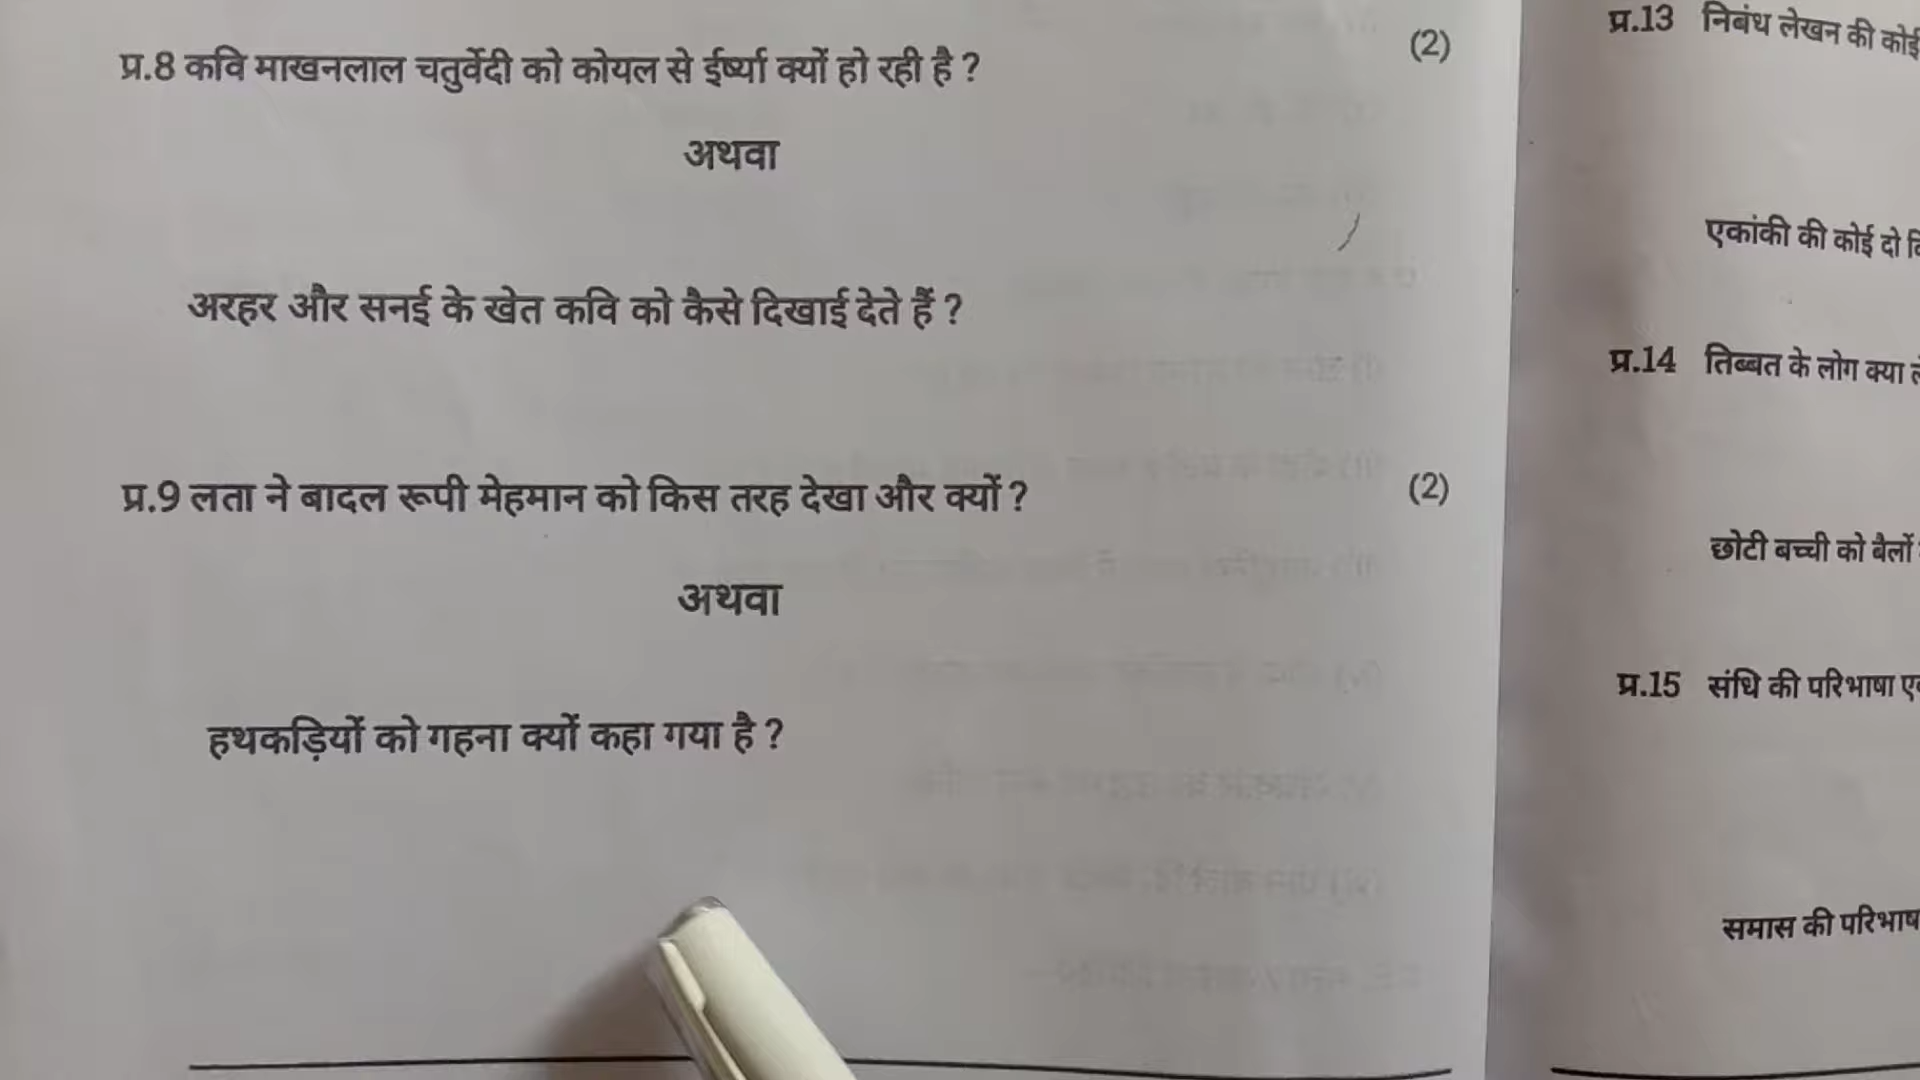 प्र.8 कवि माखनलाल चतुर्वेदी को कोयल से ईर्ष्या क्यों हो रही है ? (2)
अथवा
अरहर और सनई के खेत कवि को कैसे दिखाई देते हैं ?
प्र.9 लता ने बादल रूपी मेहमान को किस तरह देखा और क्यों ? (2)
अथवा
हथकड़ियों को गहना क्यों कहा गया है ?
प्र.13 निबंध लेखन की कोई
एकांकी की कोई दो
प्र.14 तिब्बत के लोग क्या
छोटी बच्ची को बैलों
प्र.15 संधि की परिभाषा
समास की